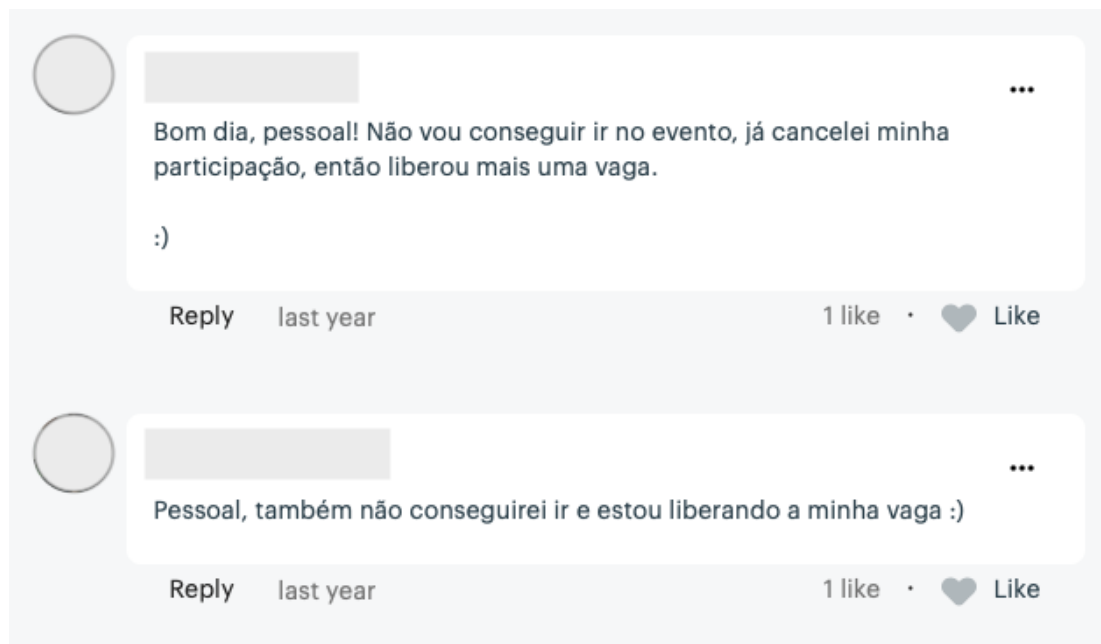 Bom dia, pessoal! Não vou conseguir ir no evento, já cancelei minha
participação, então liberou mais uma vaga.
:)
Reply last year 1 like · Like
Pessoal, também não conseguirei ir e estou liberando a minha vaga :)
Reply last year 1 like · Like